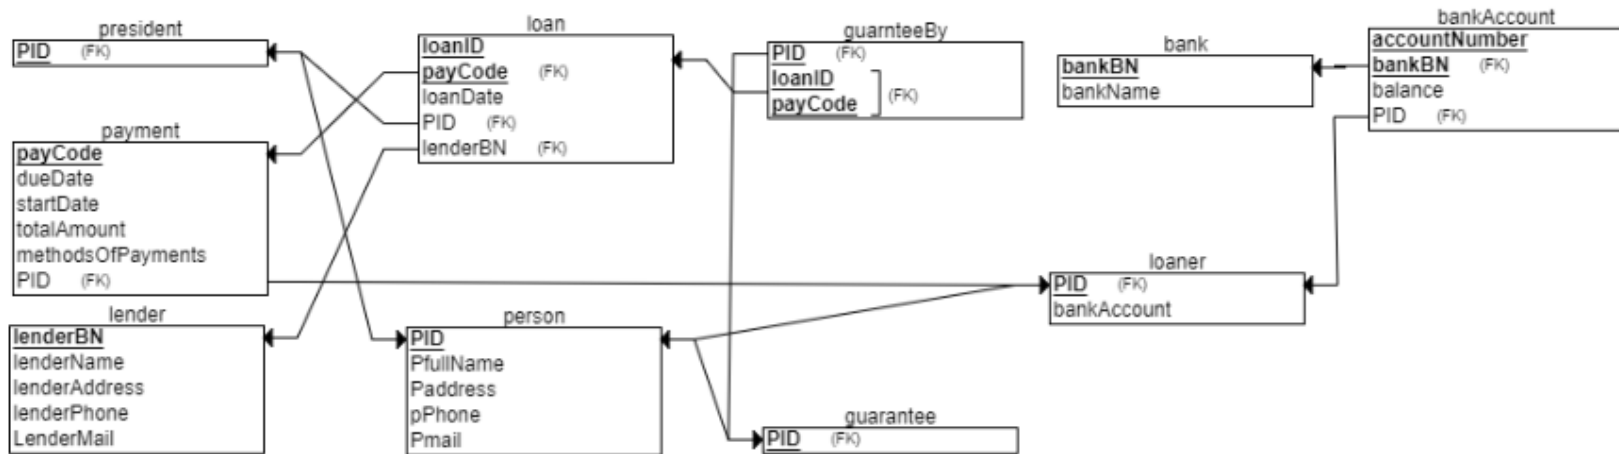 president
PID (FK)
loan
loanID
payCode (FK)
loanDate
PID (FK)
lenderBN (FK)
guarnteeBy
PID (FK)
loanID
payCode
(FK)
bank
bankBN
bankName
bankAccount
accountNumber
bankBN (FK)
balance
PID (FK)
payment
payCode
dueDate
startDate
totalAmount
methodsOfPayments
PID (FK)
loaner
PID (FK)
bankAccount
lender
lenderBN
lenderName
lenderAddress
lenderPhone
LenderMail
person
PID
PfullName
Paddress
pPhone
Pmail
guarantee
PID (FK)